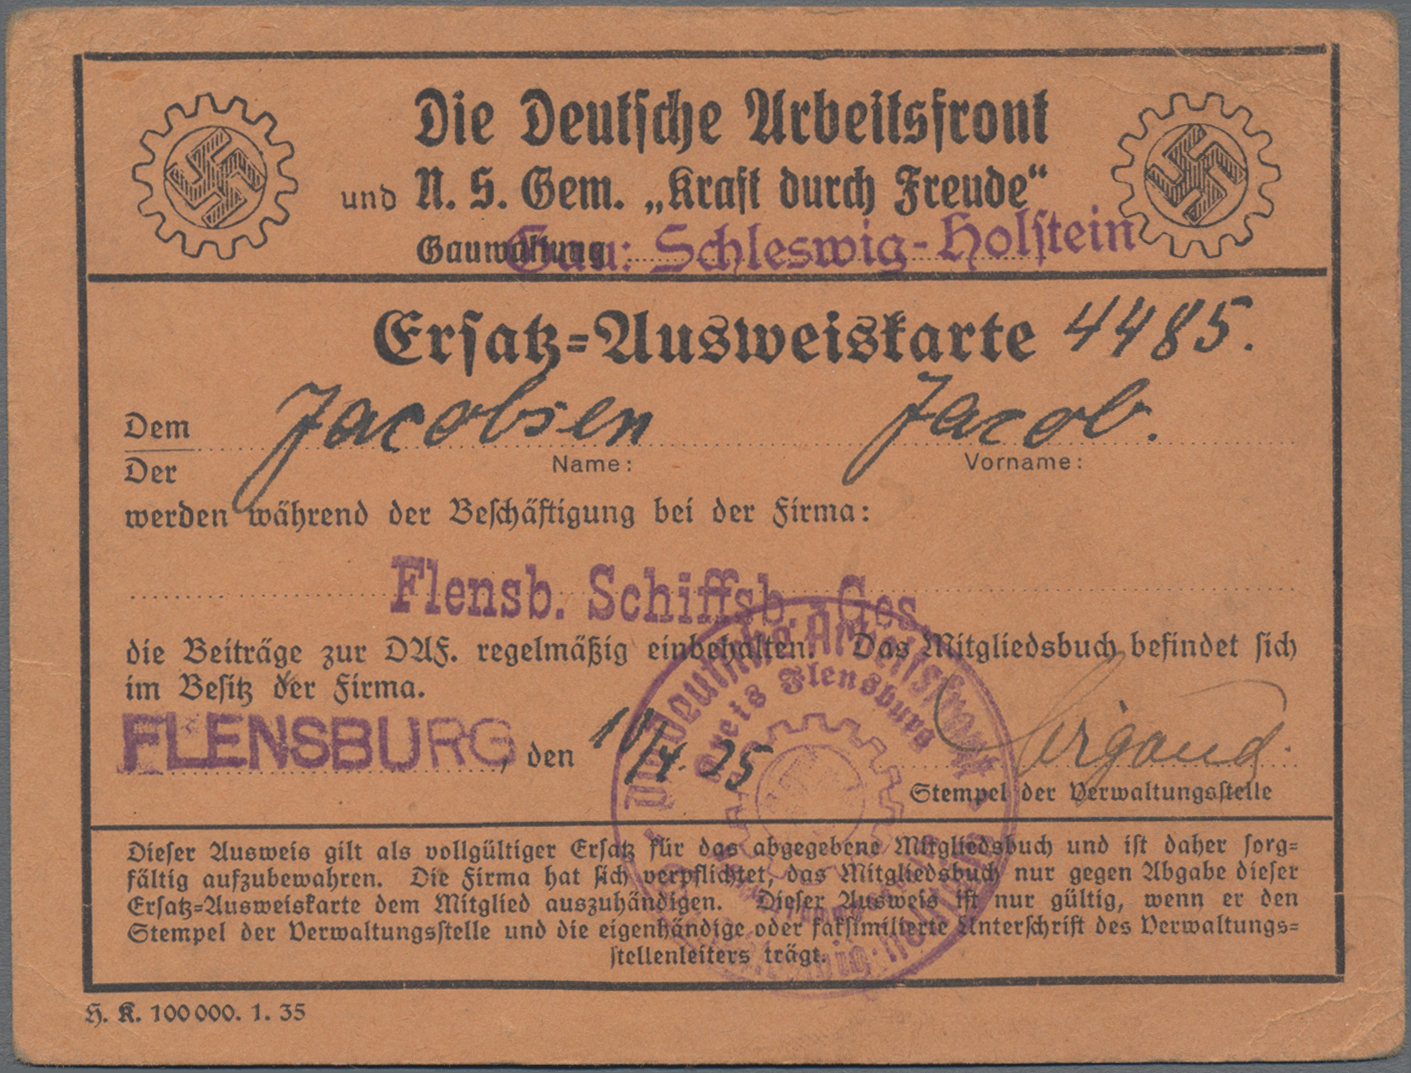 Die Deutsche Arbeitsfront
und N. S. Gem. „Kraft durch Freude“
Gauwaltung Gau: Schleswig-Holstein
Ersatz=Ausweiskarte 4485.
Dem Jacobsen Jacob.
Der Name: Vorname:
werden während der Beschäftigung bei der Firma:
Flensb. Schiffsb. Ges.
die Beiträge zur DAF. regelmäßig einbehalten. Das Mitgliedsbuch befindet sich
im Besitz der Firma.
FLENSBURG, den
Stempel der Verwaltungsstelle
Die Deutsche Arbeitsfront
Kreis Flensburg
Dieser Ausweis gilt als vollgültiger Ersatz für das abgegebene Mitgliedsbuch und ist daher sorg=
fältig aufzubewahren. Die Firma hat sich verpflichtet, das Mitgliedsbuch nur gegen Abgabe dieser
Ersatz=Ausweiskarte dem Mitglied auszuhändigen. Dieser Ausweis ist nur gültig, wenn er den
Stempel der Verwaltungsstelle und die eigenhändige oder faksimilierte Unterschrift des Verwaltungs=
stellenleiters trägt.
H. K. 100 000. 1. 35